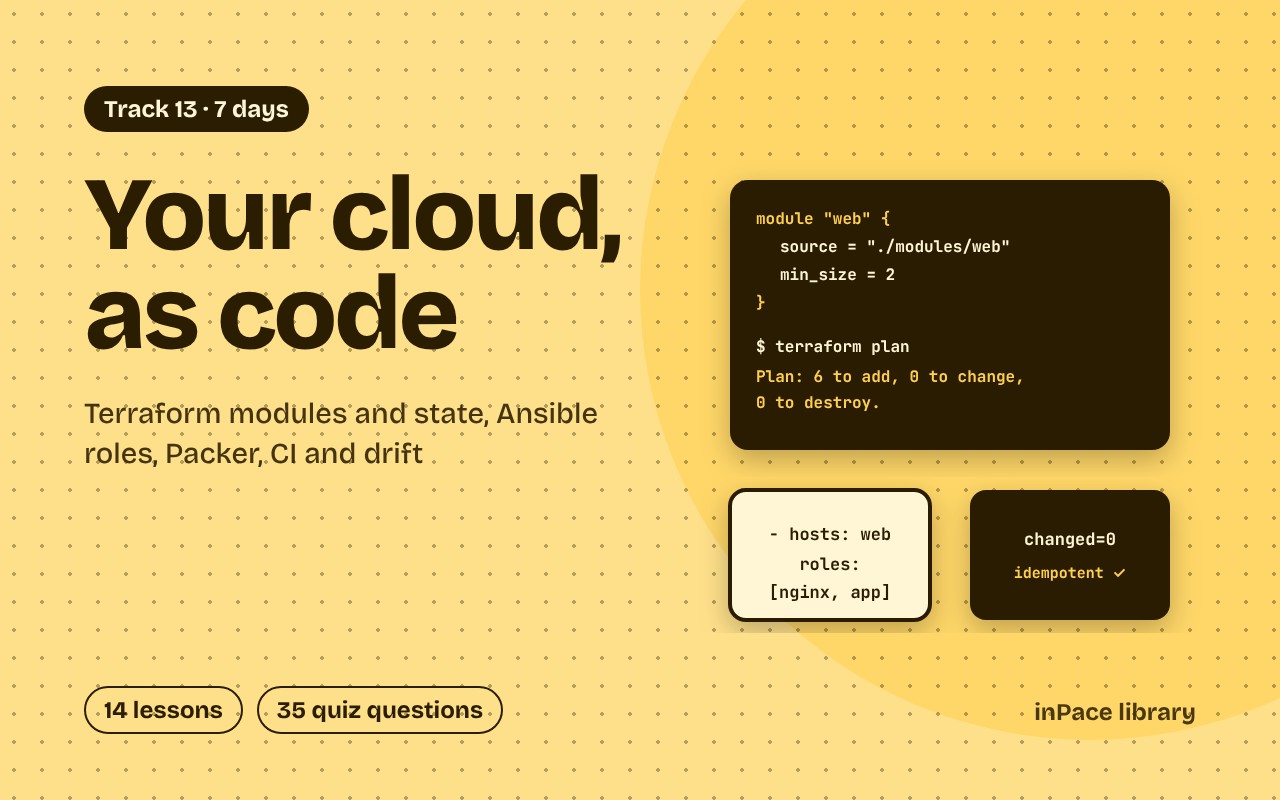 Track 13 · 7 days
Your cloud,
as code
Terraform modules and state, Ansible
roles, Packer, CI and drift
module "web" {
source = "./modules/web"
min_size = 2
}
$ terraform plan
Plan: 6 to add, 0 to change,
0 to destroy.
- hosts: web
roles:
[nginx, app]
changed=0
idempotent ✓
14 lessons
35 quiz questions
inPace library